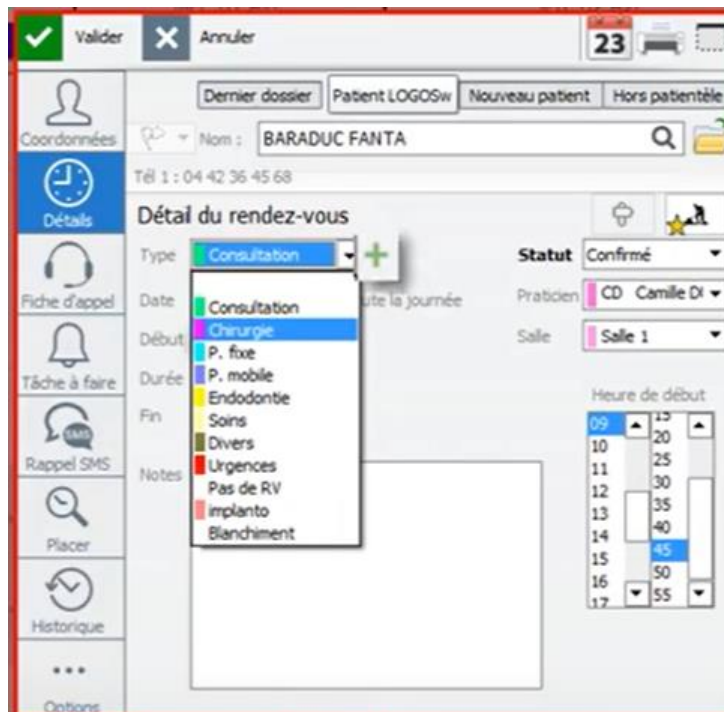 Valider
Annuler
23
Coordonnées
Détails
Fiche d'appel
Tâche à faire
SMS
Rappel SMS
Placer
Historique
Options
Dernier dossier
Patient LOGOSw
Nouveau patient
Hors patientèle
Nom :
BARADUC FANTA
Tél 1 : 04 42 36 45 68
Détail du rendez-vous
Type
Consultation
Consultation
Chirurgie
P. fixe
P. mobile
Endodontie
Soins
Divers
Urgences
Pas de RV
implanto
Blanchiment
Date
la journée
Début
Durée
Fin
Notes
Statut
Confirmé
Praticien
CD Camille
Salle
Salle 1
Heure de début
09
10
11
12
13
14
15
16
17
15
20
25
30
35
40
45
50
55